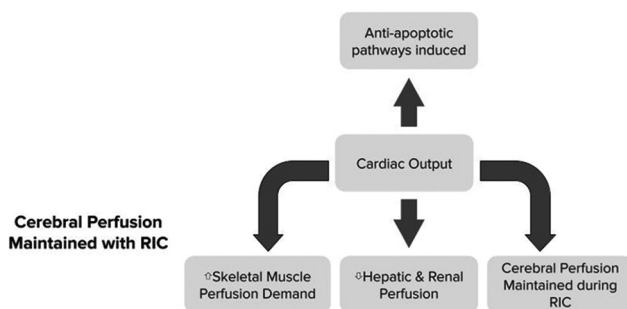 Anti-apoptotic
pathways induced
Cardiac Output
Cerebral Perfusion
Maintained with RIC
⇧Skeletal Muscle
Perfusion Demand
⇩Hepatic & Renal
Perfusion
Cerebral Perfusion
Maintained during
RIC